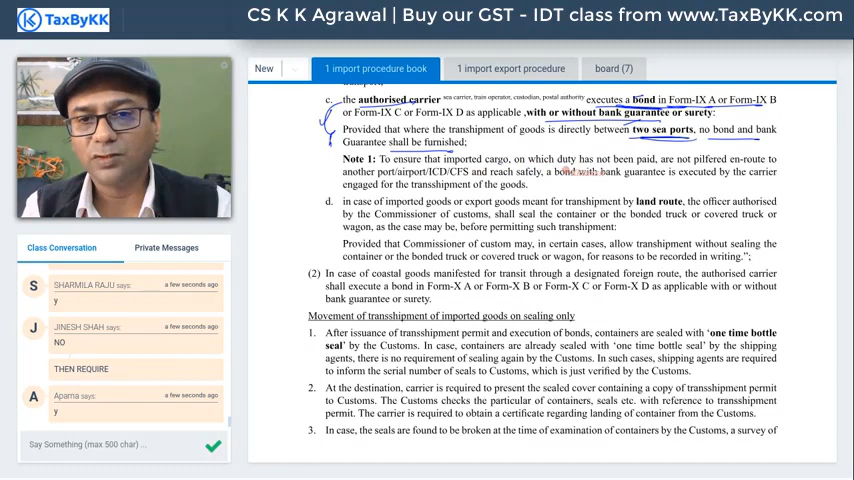 CS K K Agrawal | Buy our GST - IDT class from www.TaxByKK.com
TaxByKK
New
1 import procedure book
1 export import procedure
board (7)
c. the authorised carrier sea carrier, train operator, custodian, postal authority executes a bond in Form-IX A or Form-IX B
or Form-IX C or Form-IX D as applicable, with or without bank guarantee or surety:
Provided that where the transhipment of goods is directly between two sea ports, no bond and bank
Guarantee shall be furnished;
Note 1: To ensure that imported cargo, on which duty has not been paid, are not pilfered en-route to
another port/airport/ICD/CFS and reach safely, a bond with bank guarantee is executed by the carrier
engaged for the transshipment of the goods.
d. in case of imported goods or export goods meant for transhipment by land route, the officer authorised
by the Commissioner of customs, shall seal the container or the bonded truck or covered truck or
wagon, as the case may be, before permitting such transhipment:
Provided that Commissioner of custom may, in certain cases, allow transhipment without sealing the
container or the bonded truck or covered truck or wagon, for reasons to be recorded in writing”;
(2) In case of coastal goods manifested for transit through a designated foreign route, the authorised carrier
shall execute a bond in Form-X A or Form-X B or Form-X C or Form-X D as applicable with or without
bank guarantee or surety.
Movement of transshipment of imported goods on sealing only
1. After issuance of transshipment permit and execution of bonds, containers are sealed with ‘one time bottle
seal’ by the Customs. In case, containers are already sealed with ‘one time bottle seal’ by the shipping
agents, there is no requirement of sealing again by the Customs. In such cases, shipping agents are required
to inform the serial number of seals to Customs, which is just verified by the Customs.
2. At the destination, carrier is required to present the sealed cover containing a copy of transshipment permit
to Customs. The Customs checks the particular of containers, seals etc. with reference to transshipment
permit. The carrier is required to obtain a certificate regarding landing of container from the Customs.
3. In case, the seals are found to be broken at the time of examination of containers by the Customs, a survey of
Class Conversation
Private Messages
S
SHARMILA RAJU says:
a few seconds ago
y
J
JINESH SHAH says:
a few seconds ago
NO
THEN REQUIRE
A
Aparna says:
a few seconds ago
y
Say Something (max 500 char) ...